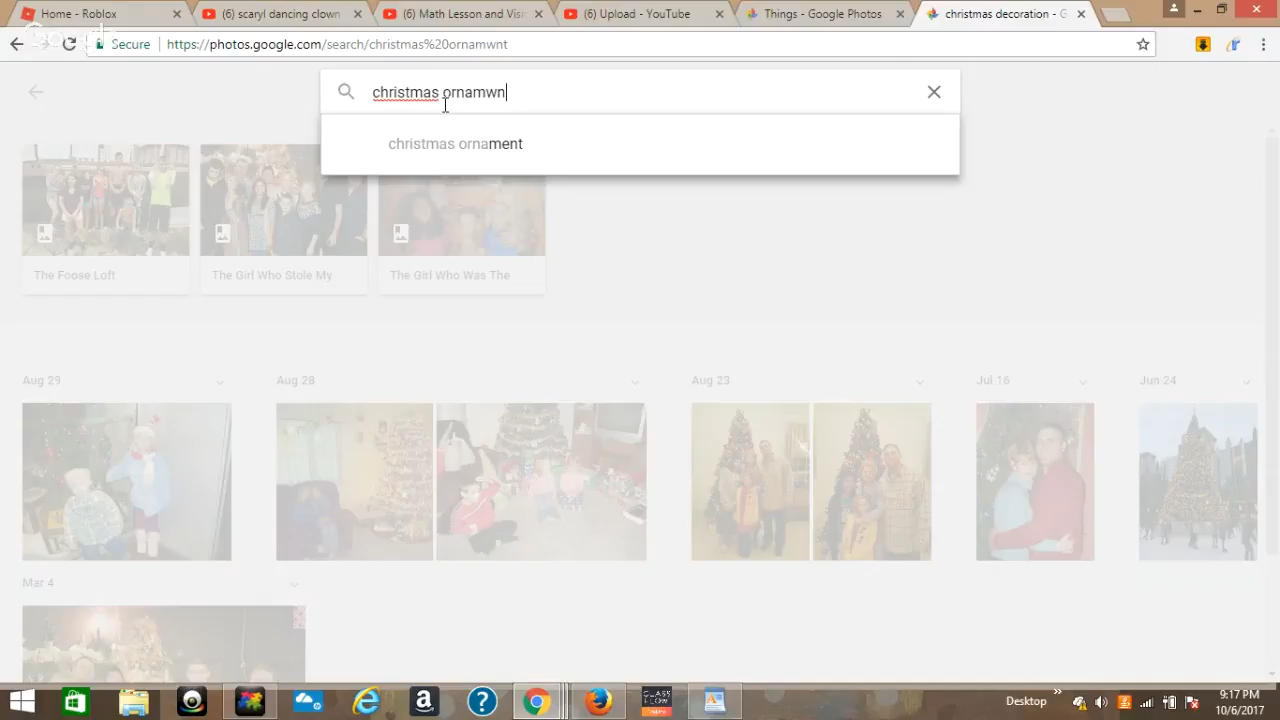 Home - Roblox
(6) scaryl dancing clown
(6) Math Lesson and Visi
(6) Upload - YouTube
Things - Google Photos
christmas decoration - G
Secure
https://photos.google.com/search/christmas%20ornamwnt
christmas ornamwn
christmas ornament
The Foose Loft
The Girl Who Stole My
The Girl Who Was The
Aug 29
Aug 28
Aug 23
Jul 16
Jun 24
Mar 4
Desktop
9:17 PM
10/6/2017